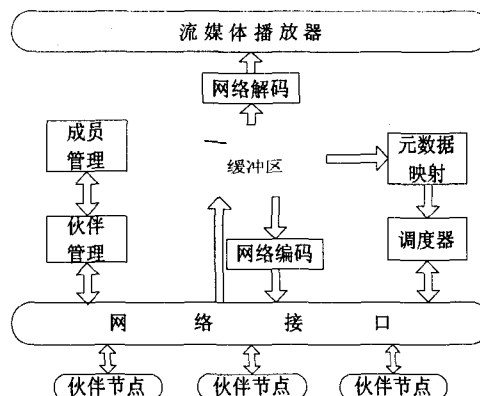 流媒体播放器
网络解码
成员
管理
缓冲区
元数据
映射
伙伴
管理
网络编码
调度器
网络接口
伙伴节点
伙伴节点
伙伴节点